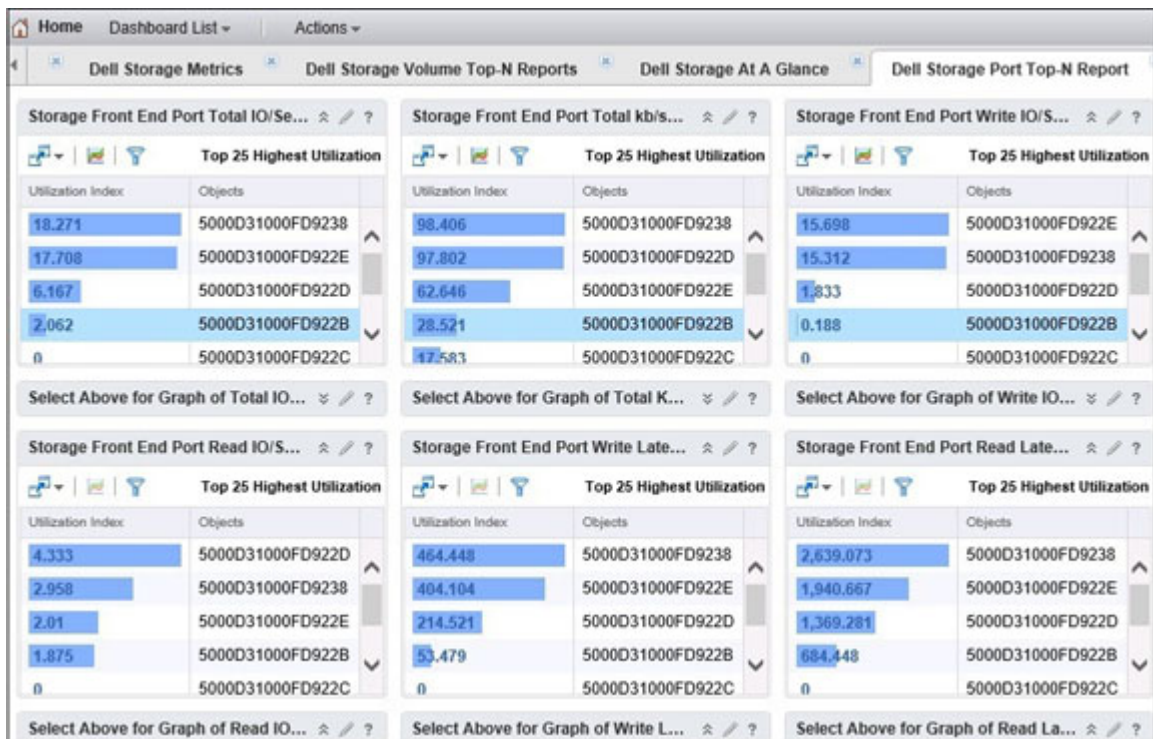 Home Dashboard List Actions
Dell Storage Metrics Dell Storage Volume Top-N Reports Dell Storage At A Glance Dell Storage Port Top-N Report
Storage Front End Port Total IO/Se... ?
Top 25 Highest Utilization
Utilization Index Objects
18.271 5000D31000FD9238
17.708 5000D31000FD922E
6.167 5000D31000FD922D
2.062 5000D31000FD922B
0 5000D31000FD922C
Select Above for Graph of Total IO... ?
Storage Front End Port Total kb/s... ?
Top 25 Highest Utilization
Utilization Index Objects
98.406 5000D31000FD9238
97.802 5000D31000FD922D
62.646 5000D31000FD922E
28.521 5000D31000FD922B
17.583 5000D31000FD922C
Select Above for Graph of Total K... ?
Storage Front End Port Write IO/S... ?
Top 25 Highest Utilization
Utilization Index Objects
15.698 5000D31000FD922E
15.312 5000D31000FD9238
1.833 5000D31000FD922D
0.188 5000D31000FD922B
0 5000D31000FD922C
Select Above for Graph of Write IO... ?
Storage Front End Port Read IO/S... ?
Top 25 Highest Utilization
Utilization Index Objects
4.333 5000D31000FD922D
2.958 5000D31000FD9238
2.01 5000D31000FD922E
1.875 5000D31000FD922B
0 5000D31000FD922C
Select Above for Graph of Read IO... ?
Storage Front End Port Write Late... ?
Top 25 Highest Utilization
Utilization Index Objects
464.448 5000D31000FD9238
404.104 5000D31000FD922E
214.521 5000D31000FD922D
53.479 5000D31000FD922B
0 5000D31000FD922C
Select Above for Graph of Write L... ?
Storage Front End Port Read Late... ?
Top 25 Highest Utilization
Utilization Index Objects
2,639.073 5000D31000FD9238
1,940.667 5000D31000FD922E
1,369.281 5000D31000FD922D
684.448 5000D31000FD922B
0 5000D31000FD922C
Select Above for Graph of Read La... ?